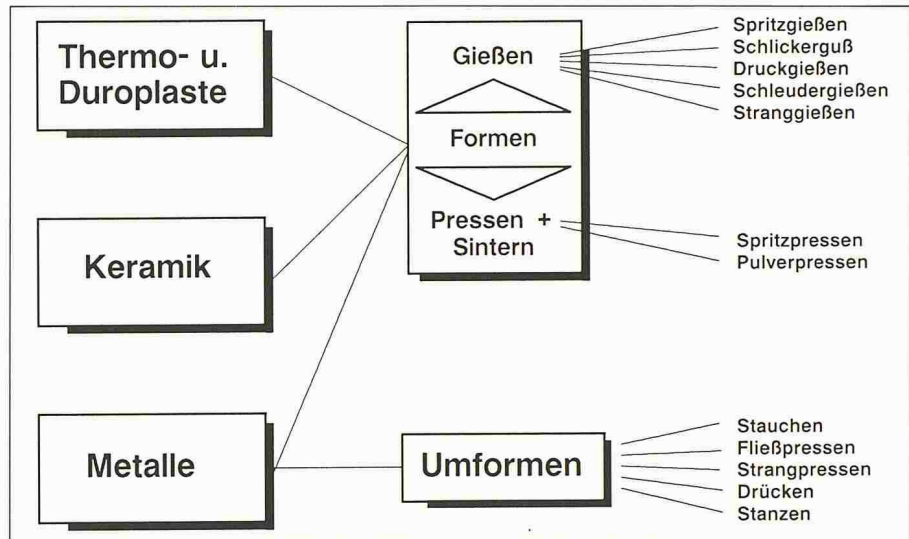 Thermo- u.
Duroplaste
Keramik
Metalle
Gießen
Formen
Pressen +
Sintern
Umformen
Spritzgießen
Schlickerguß
Druckgießen
Schleudergießen
Stranggießen
Spritzpressen
Pulverpressen
Stauchen
Fließpressen
Strangpressen
Drücken
Stanzen